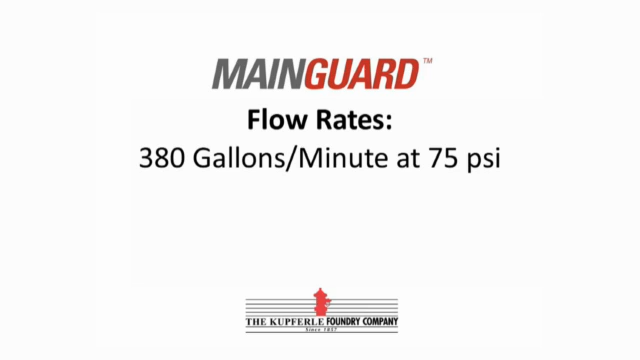 MAINGUARD™
Flow Rates:
380 Gallons/Minute at 75 psi
THE KUPFERLE FOUNDRY COMPANY
Since 1857